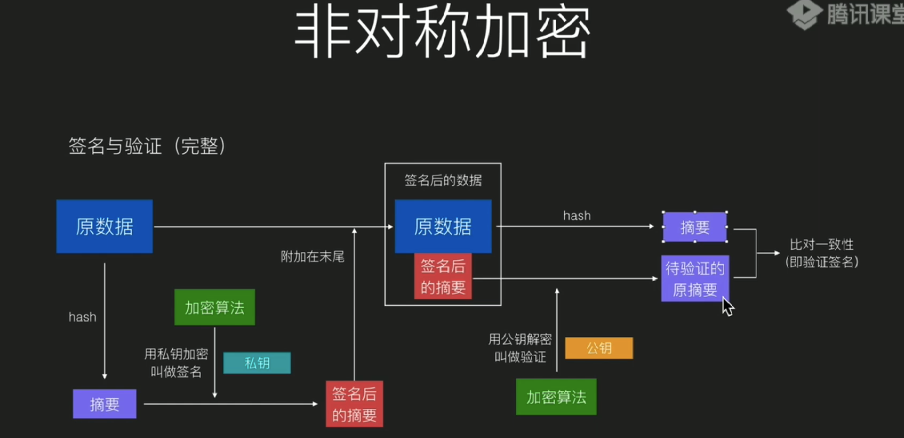 腾讯课堂
非对称加密
签名与验证（完整）
签名后的数据
原数据
原数据
hash
摘要
签名后
的摘要
待验证的
原摘要
比对一致性
(即验证签名)
附加在末尾
hash
加密算法
用私钥加密
叫做签名
私钥
摘要
签名后
的摘要
用公钥解密
叫做验证
公钥
加密算法